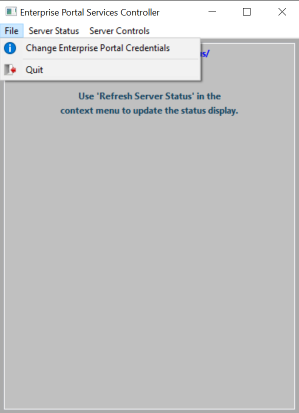 Enterprise Portal Services Controller
File Server Status Server Controls
Change Enterprise Portal Credentials
Quit
Use 'Refresh Server Status' in the
context menu to update the status display.